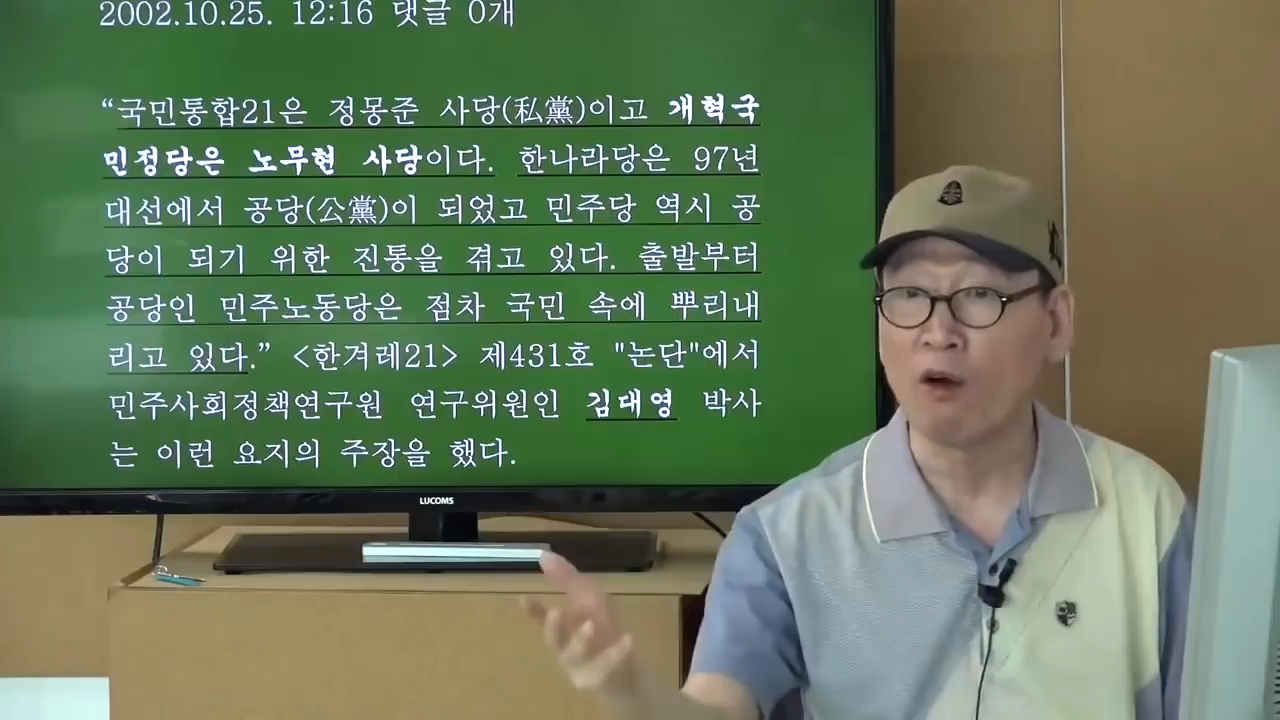 2002.10.25. 12:16 댓글 0개
“국민통합21은 정몽준 사당(私黨)이고 개혁국
민정당은 노무현 사당이다. 한나라당은 97년
대선에서 공당(公黨)이 되었고 민주당 역시 공
당이 되기 위한 진통을 겪고 있다. 출발부터
공당인 민주노동당은 점차 국민 속에 뿌리내
리고 있다.” <한겨레21> 제431호 "논단"에서
민주사회정책연구원 연구위원인 김대영 박사
는 이런 요지의 주장을 했다.
LUCOMS